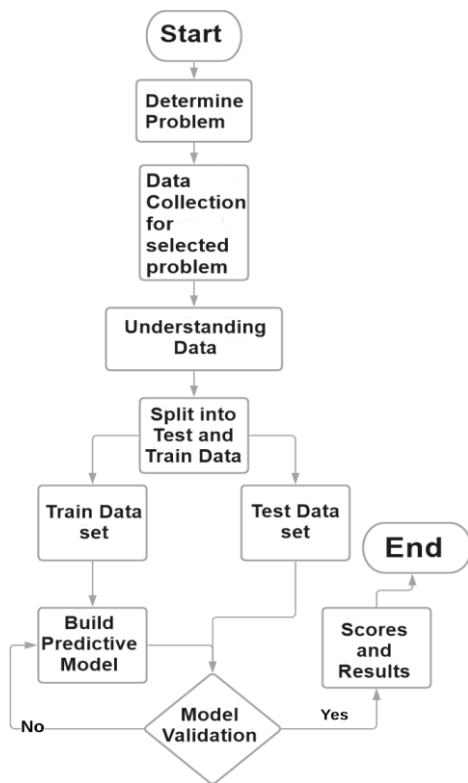 Start
Determine
Problem
Data
Collection
for
selected
problem
Understanding
Data
Split into
Test and
Train Data
Train Data
set
Test Data
set
End
Build
Predictive
Model
Scores
and
Results
Model
Validation
No
Yes